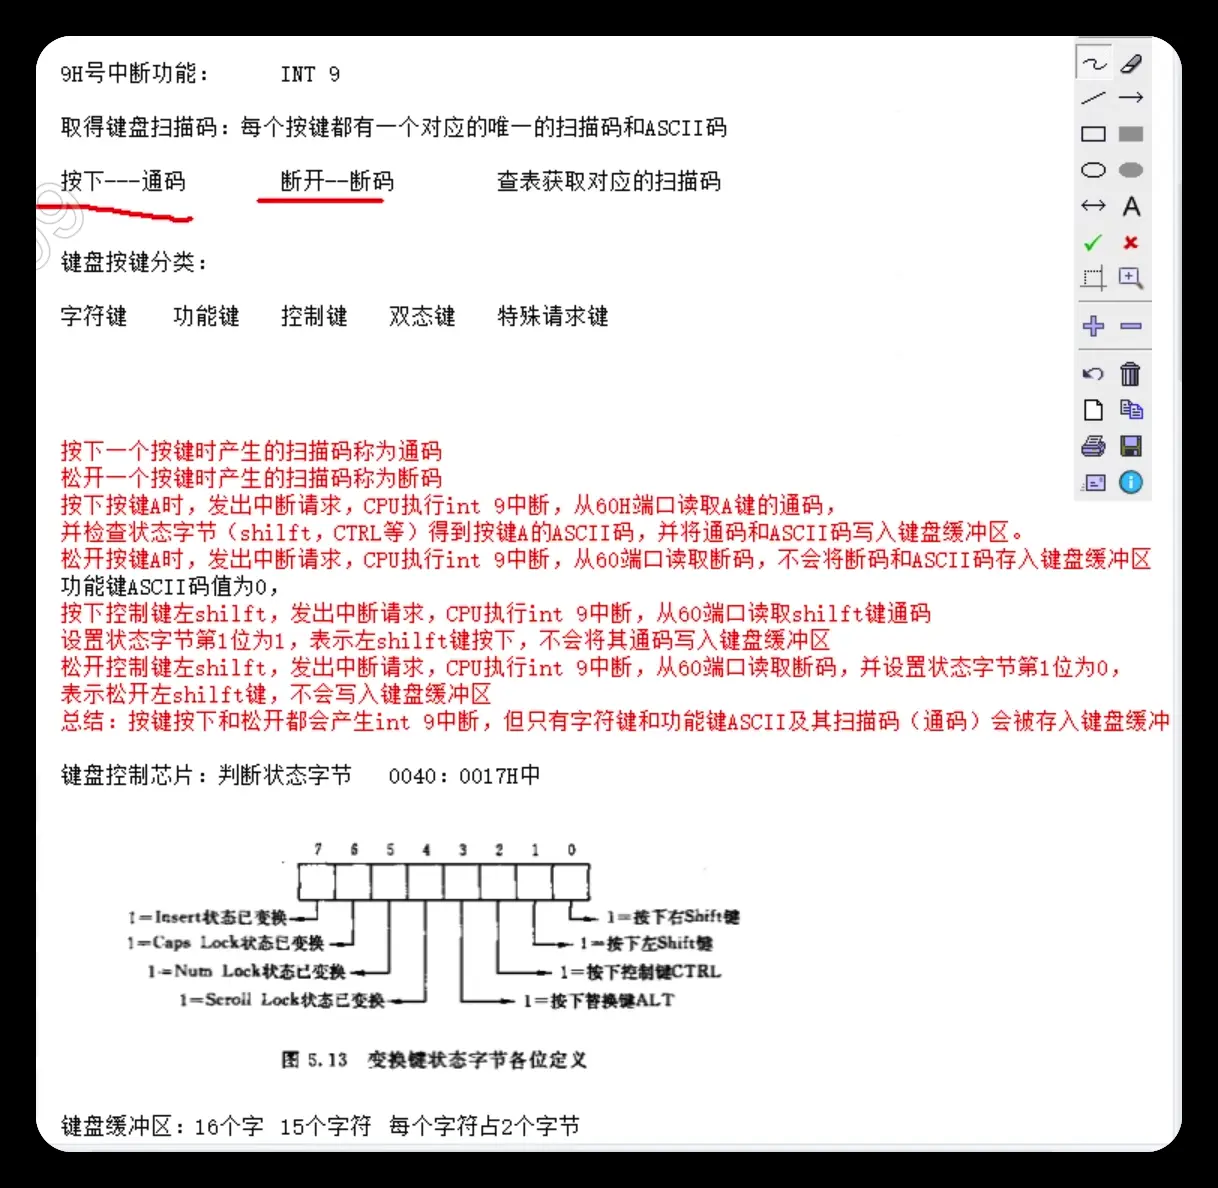 9H号中断功能： INT 9
取得键盘扫描码：每个按键都有一个对应的唯一的扫描码和ASCII码
按下---通码 断开--断码 查表获取对应的扫描码
键盘按键分类：
字符键 功能键 控制键 双态键 特殊请求键
按下一个按键时产生的扫描码称为通码
松开一个按键时产生的扫描码称为断码
按下按键A时，发出中断请求，CPU执行int 9中断，从60H端口读取A键的通码，
并检查状态字节（shilft，CTRL等）得到按键A的ASCII码，并将通码和ASCII码写入键盘缓冲区。
松开按键A时，发出中断请求，CPU执行int 9中断，从60端口读取断码，不会将断码和ASCII码存入键盘缓冲区
功能键ASCII码值为0，
按下控制键左shilft，发出中断请求，CPU执行int 9中断，从60端口读取shilft键通码
设置状态字节第1位为1，表示左shilft键按下，不会将其通码写入键盘缓冲区
松开控制键左shilft，发出中断请求，CPU执行int 9中断，从60端口读取断码，并设置状态字节第1位为0，
表示松开左shilft键，不会写入键盘缓冲区
总结：按键按下和松开都会产生int 9中断，但只有字符键和功能键ASCII及其扫描码（通码）会被存入键盘缓冲
键盘控制芯片：判断状态字节 0040：0017H中
7 6 5 4 3 2 1 0
1=Insert状态已变换 1=按下右Shift键
1=Caps Lock状态已变换 1=按下左Shift键
1=Num Lock状态已变换 1=按下控制键CTRL
1=Scroll Lock状态已变换 1=按下替换键ALT
图 5.13 变换键状态字节各位定义
键盘缓冲区：16个字 15个字符 每个字符占2个字节